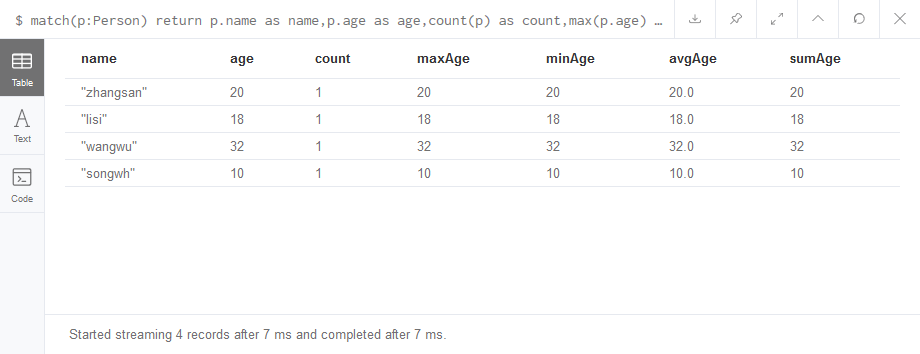 $ match(p:Person) return p.name as name,p.age as age,count(p) as count,max(p.age) …
Table
Text
Code
name age count maxAge minAge avgAge sumAge
"zhangsan" 20 1 20 20 20.0 20
"lisi" 18 1 18 18 18.0 18
"wangwu" 32 1 32 32 32.0 32
"songwh" 10 1 10 10 10.0 10
Started streaming 4 records after 7 ms and completed after 7 ms.